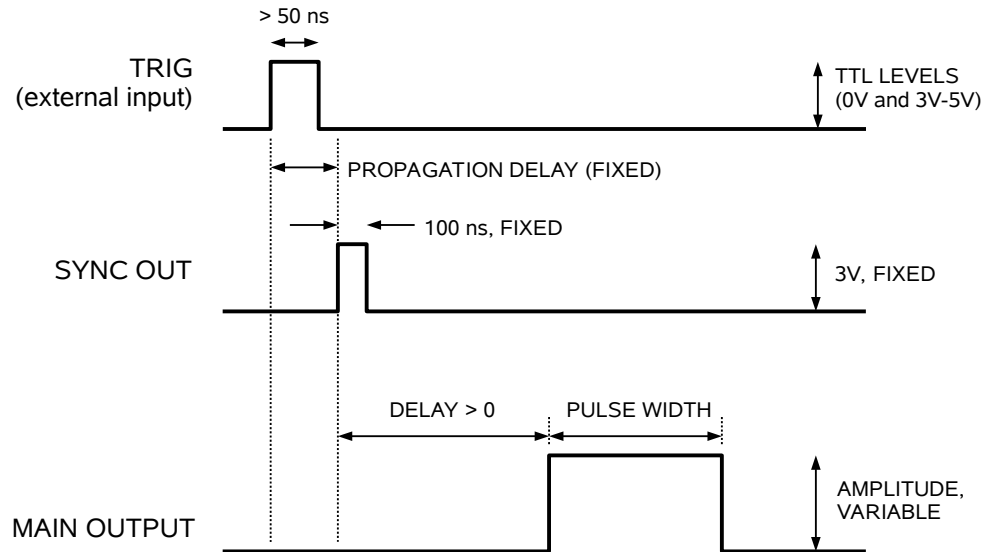 > 50 ns
TRIG
(external input)
TTL LEVELS
(0V and 3V-5V)
PROPAGATION DELAY (FIXED)
100 ns, FIXED
SYNC OUT
3V, FIXED
DELAY > 0
PULSE WIDTH
AMPLITUDE,
VARIABLE
MAIN OUTPUT